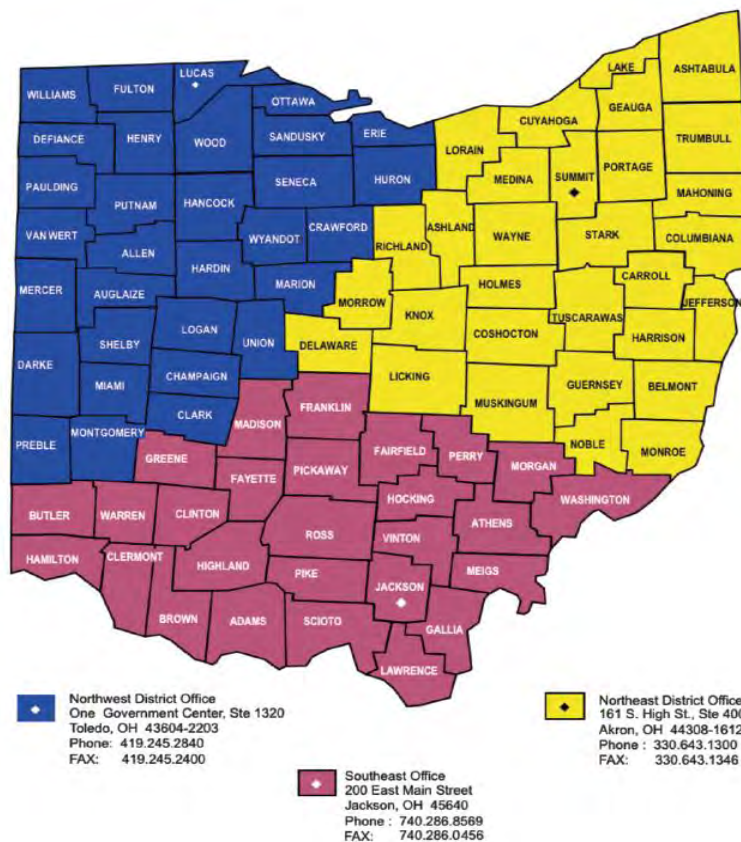 LAKE
ASHTABULA
LUCAS
WILLIAMS
FULTON
OTTAWA
GEAUGA
CUYAHOGA
DEFIANCE
HENRY
WOOD
SANDUSKY
ERIE
LORAIN
TRUMBULL
MEDINA
SUMMIT
PORTAGE
PAULDING
SENECA
HURON
MAHONING
PUTNAM
HANCOCK
VAN WERT
WYANDOT
CRAWFORD
RICHLAND
ASHLAND
WAYNE
STARK
COLUMBIANA
ALLEN
HARDIN
MARION
CARROLL
MERCER
AUGLAIZE
MORROW
HOLMES
JEFFERSON
KNOX
TUSCARAWAS
LOGAN
UNION
COSHOCTON
HARRISON
SHELBY
DELAWARE
DARKE
CHAMPAIGN
LICKING
GUERNSEY
BELMONT
MIAMI
MUSKINGUM
CLARK
FRANKLIN
MADISON
PREBLE
MONTGOMERY
NOBLE
MONROE
GREENE
FAIRFIELD
PERRY
MORGAN
FAYETTE
PICKAWAY
HOCKING
WASHINGTON
BUTLER
WARREN
CLINTON
ATHENS
ROSS
VINTON
HAMILTON
CLERMONT
HIGHLAND
PIKE
MEIGS
JACKSON
BROWN
ADAMS
SCIOTO
GALLIA
LAWRENCE
Northwest District Office
One Government Center, Ste 1320
Toledo, OH 43604-2203
Phone: 419.245.2840
FAX: 419.245.2400
Northeast District Office
161 S. High St., Ste 400
Akron, OH 44308-1612
Phone : 330.643.1300
FAX: 330.643.1346
Southeast Office
200 East Main Street
Jackson, OH 45640
Phone : 740.286.8569
FAX: 740.286.0456